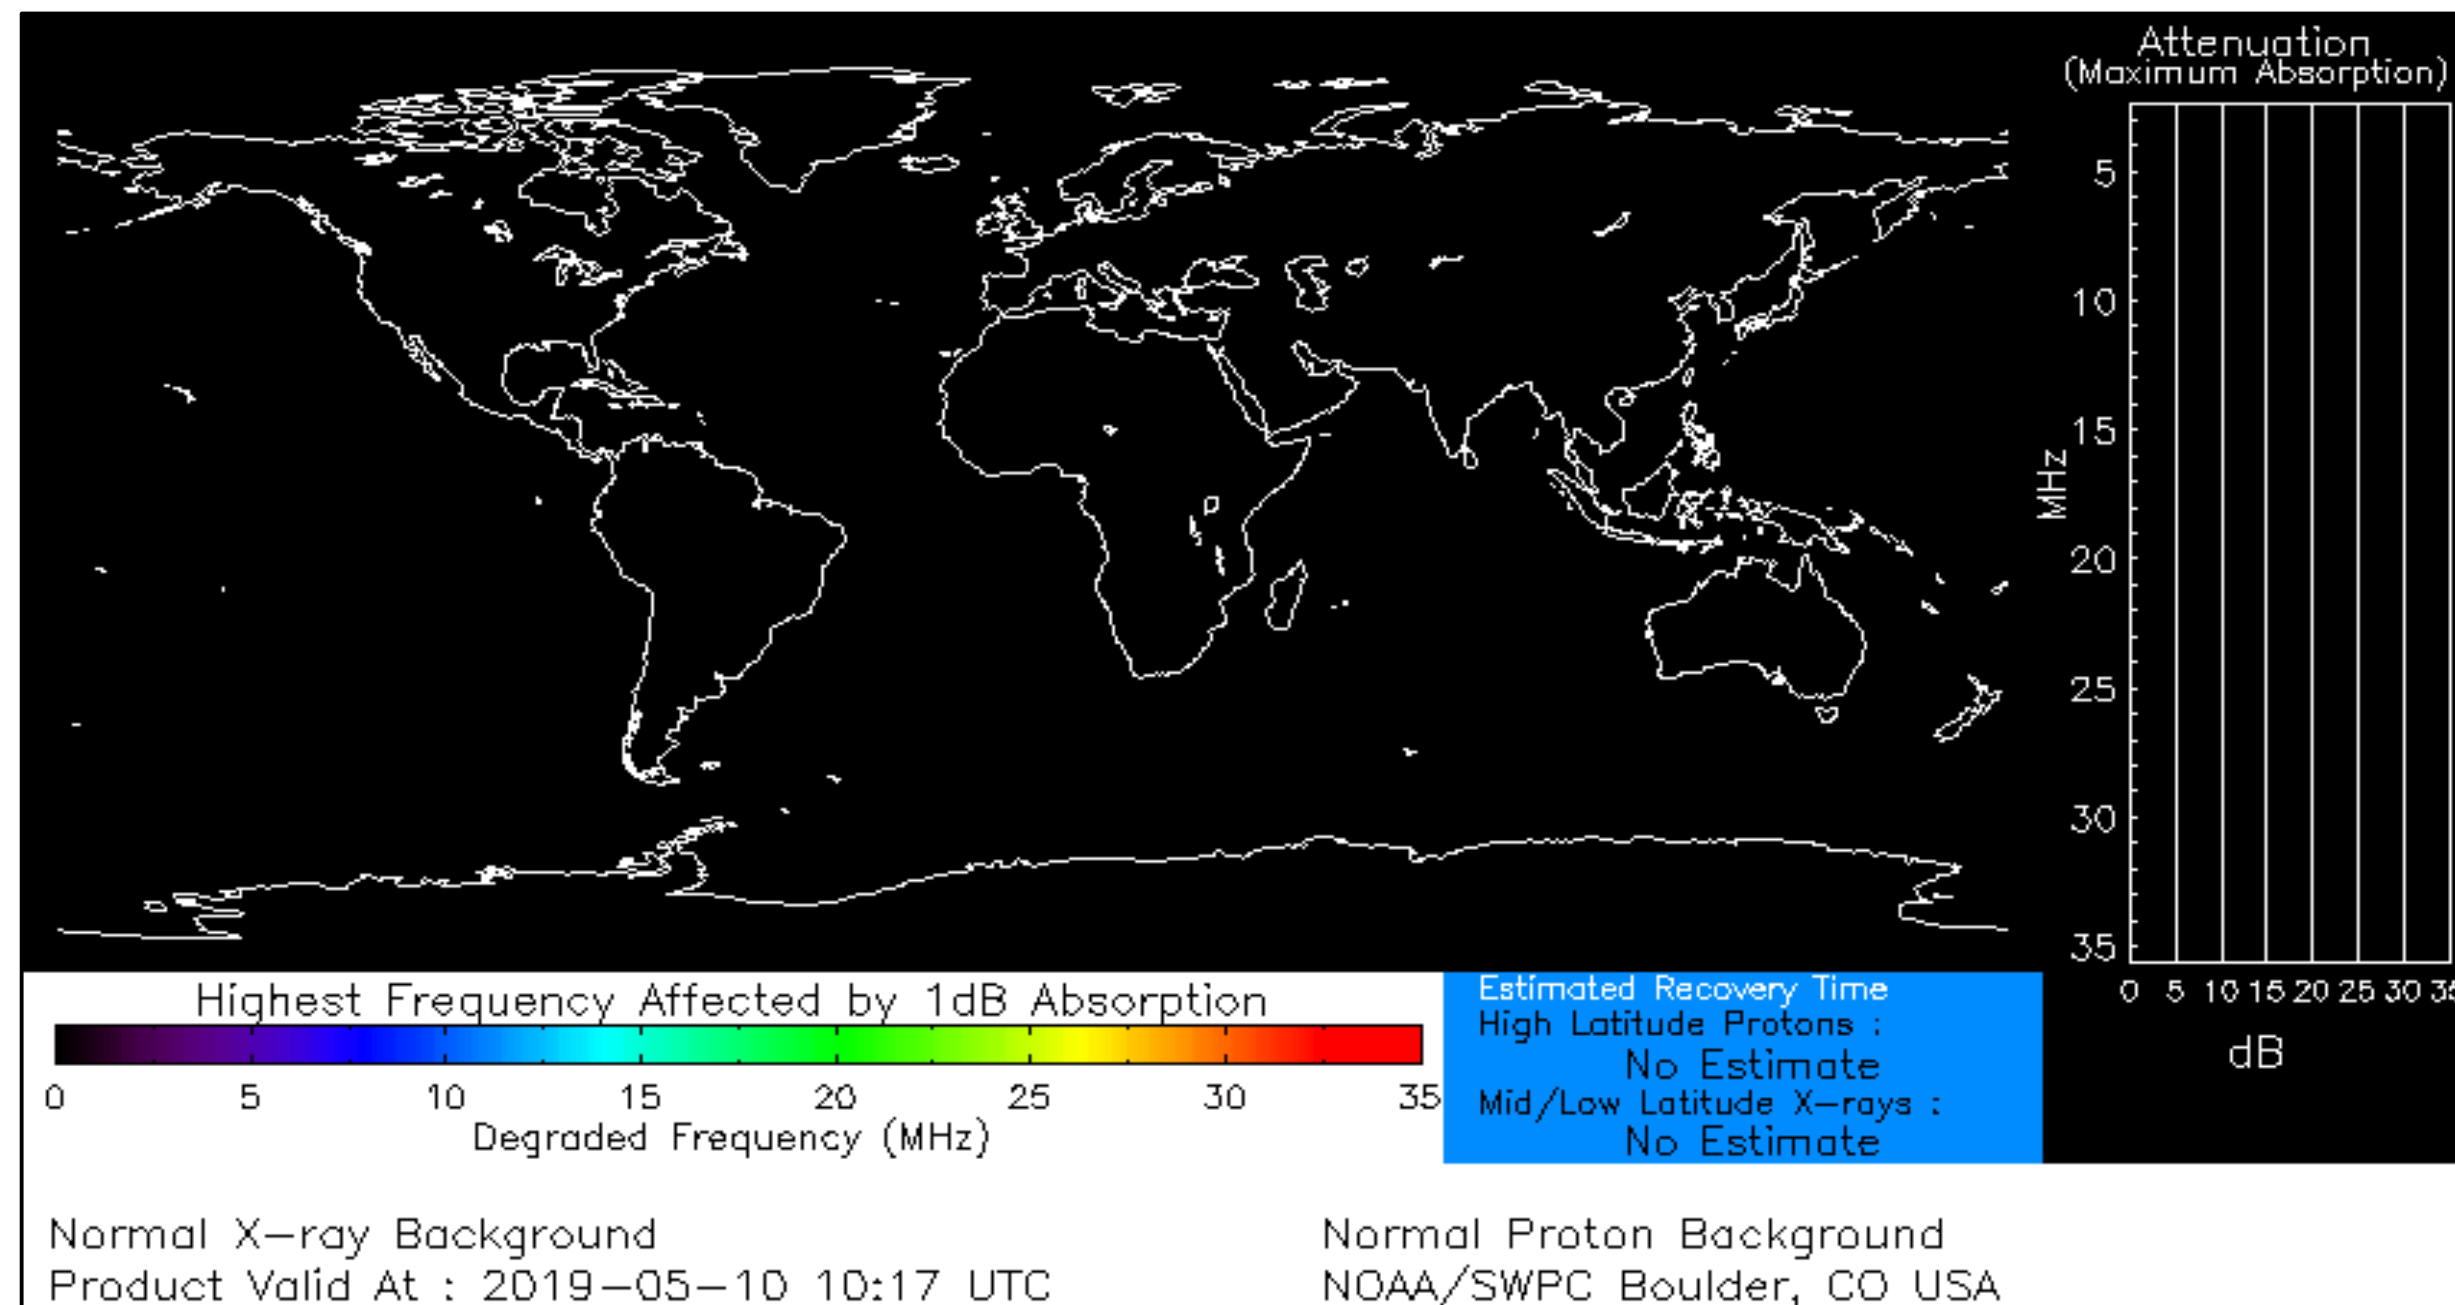 Attenuation
(Maximum Absorption)
5
10
15
20
25
30
35
MHz
0 5 10 15 20 25 30 35
dB
Highest Frequency Affected by 1dB Absorption
0 5 10 15 20 25 30 35
Degraded Frequency (MHz)
Estimated Recovery Time
High Latitude Protons :
No Estimate
Mid/Low Latitude X-rays :
No Estimate
Normal X-ray Background
Normal Proton Background
Product Valid At : 2019-05-10 10:17 UTC
NOAA/SWPC Boulder, CO USA